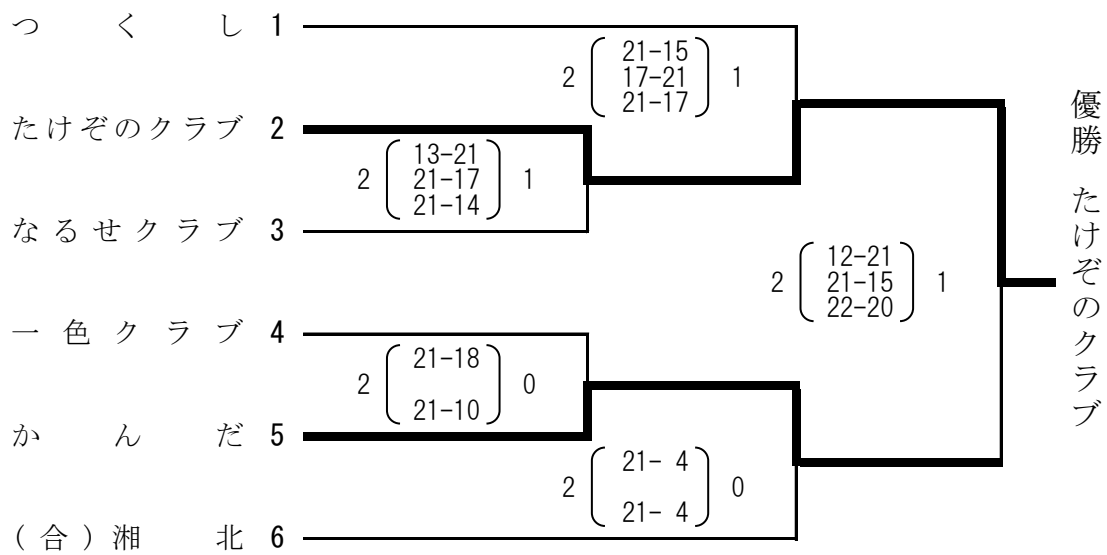 つくし 1
2 21-15 1
17-21
21-17
たけぞのクラブ 2
2 13-21 1
21-17
21-14
なるせクラブ 3
2 12-21 1
21-15
22-20
一色クラブ 4
2 21-18 0
21-10
かんだ 5
2 21- 4 0
21- 4
(合)湘北 6
優勝 たけぞのクラブ